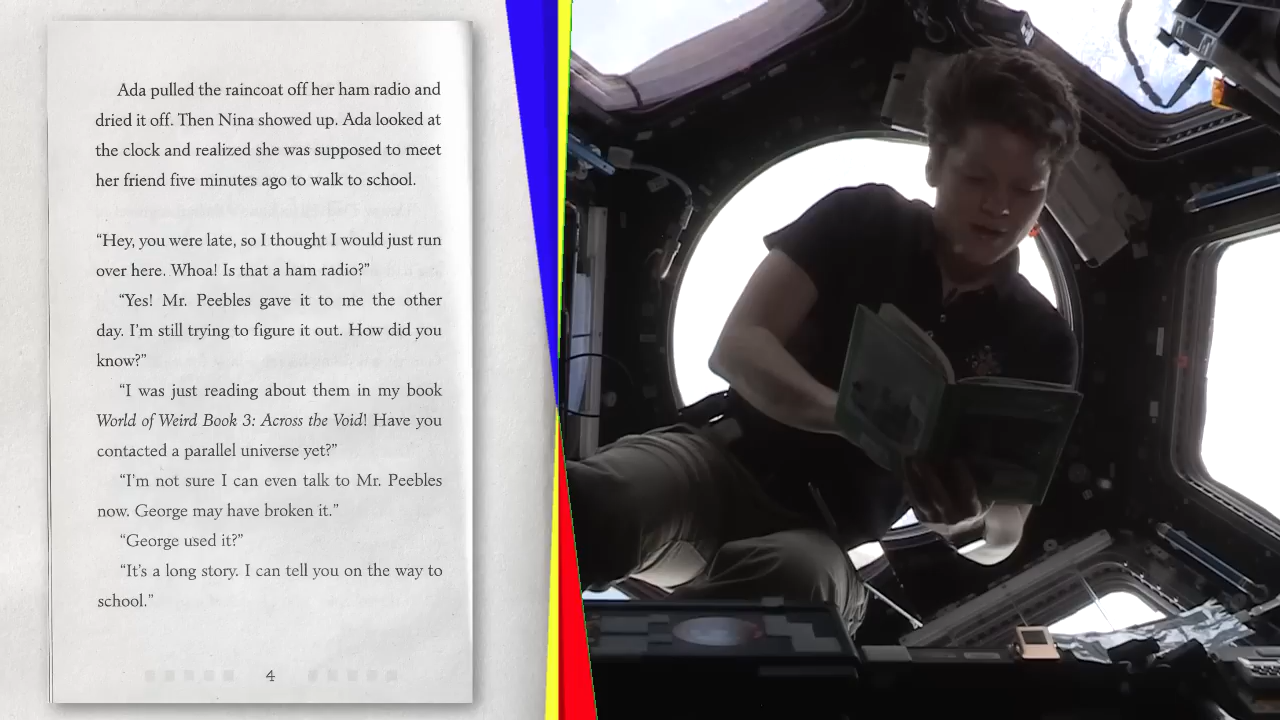 Ada pulled the raincoat off her ham radio and
dried it off. Then Nina showed up. Ada looked at
the clock and realized she was supposed to meet
her friend five minutes ago to walk to school.
“Hey, you were late, so I thought I would just run
over here. Whoa! Is that a ham radio?”
“Yes! Mr. Peebles gave it to me the other
day. I’m still trying to figure it out. How did you
know?”
“I was just reading about them in my book
World of Weird Book 3: Across the Void! Have you
contacted a parallel universe yet?”
“I’m not sure I can even talk to Mr. Peebles
now. George may have broken it.”
“George used it?”
“It’s a long story. I can tell you on the way to
school.”
4